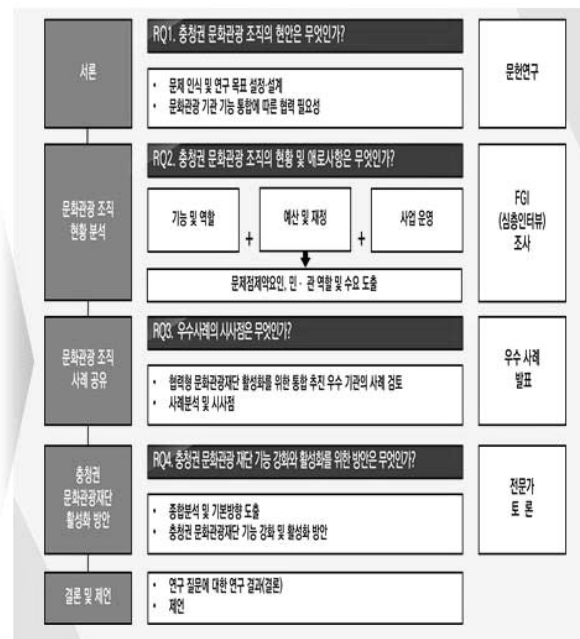 서론
RQ1. 충청권 문화관광 조직의 현안은 무엇인가?
• 문제 인식 및 연구 목표 설정·설계
• 문화관광 기관 기능 통합에 따른 협력 필요성
문헌연구
문화관광 조직
현황 분석
RQ2. 충청권 문화관광 조직의 현황 및 애로사항은 무엇인가?
기능 및 역할
+
예산 및 재정
+
사업 운영
문제점제약요인, 민·관 역할 및 수요 도출
FGI
(심층인터뷰)
조사
문화관광 조직
사례 공유
RQ3. 우수사례의 시사점은 무엇인가?
• 협력형 문화관광재단 활성화를 위한 통합 추진 우수 기관의 사례 검토
• 사례분석 및 시사점
우수 사례
발표
충청권
문화관광재단
활성화 방안
RQ4. 충청권 문화관광 재단 기능 강화와 활성화를 위한 방안은 무엇인가?
• 종합분석 및 기본방향 도출
• 충청권 문화관광재단 기능 강화 및 활성화 방안
전문가
토 론
결론 및 제언
• 연구 질문에 대한 연구 결과(결론)
• 제언